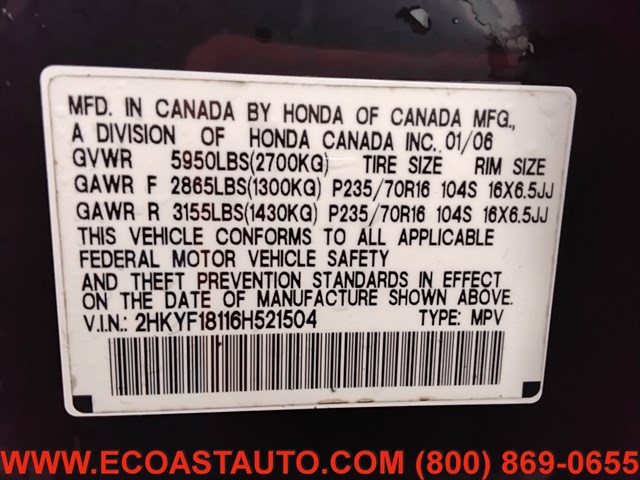 MFD. IN CANADA BY HONDA OF CANADA MFG.,
A DIVISION OF HONDA CANADA INC. 01/06
GVWR 5950LBS(2700KG) TIRE SIZE RIM SIZE
GAWR F 2865LBS(1300KG) P235/70R16 104S 16X6.5JJ
GAWR R 3155LBS(1430KG) P235/70R16 104S 16X6.5JJ
THIS VEHICLE CONFORMS TO ALL APPLICABLE
FEDERAL MOTOR VEHICLE SAFETY
AND THEFT PREVENTION STANDARDS IN EFFECT
ON THE DATE OF MANUFACTURE SHOWN ABOVE.
V.I.N.: 2HKYF18116H521504 TYPE: MPV
WWW.ECOASTAUTO.COM (800) 869-0655